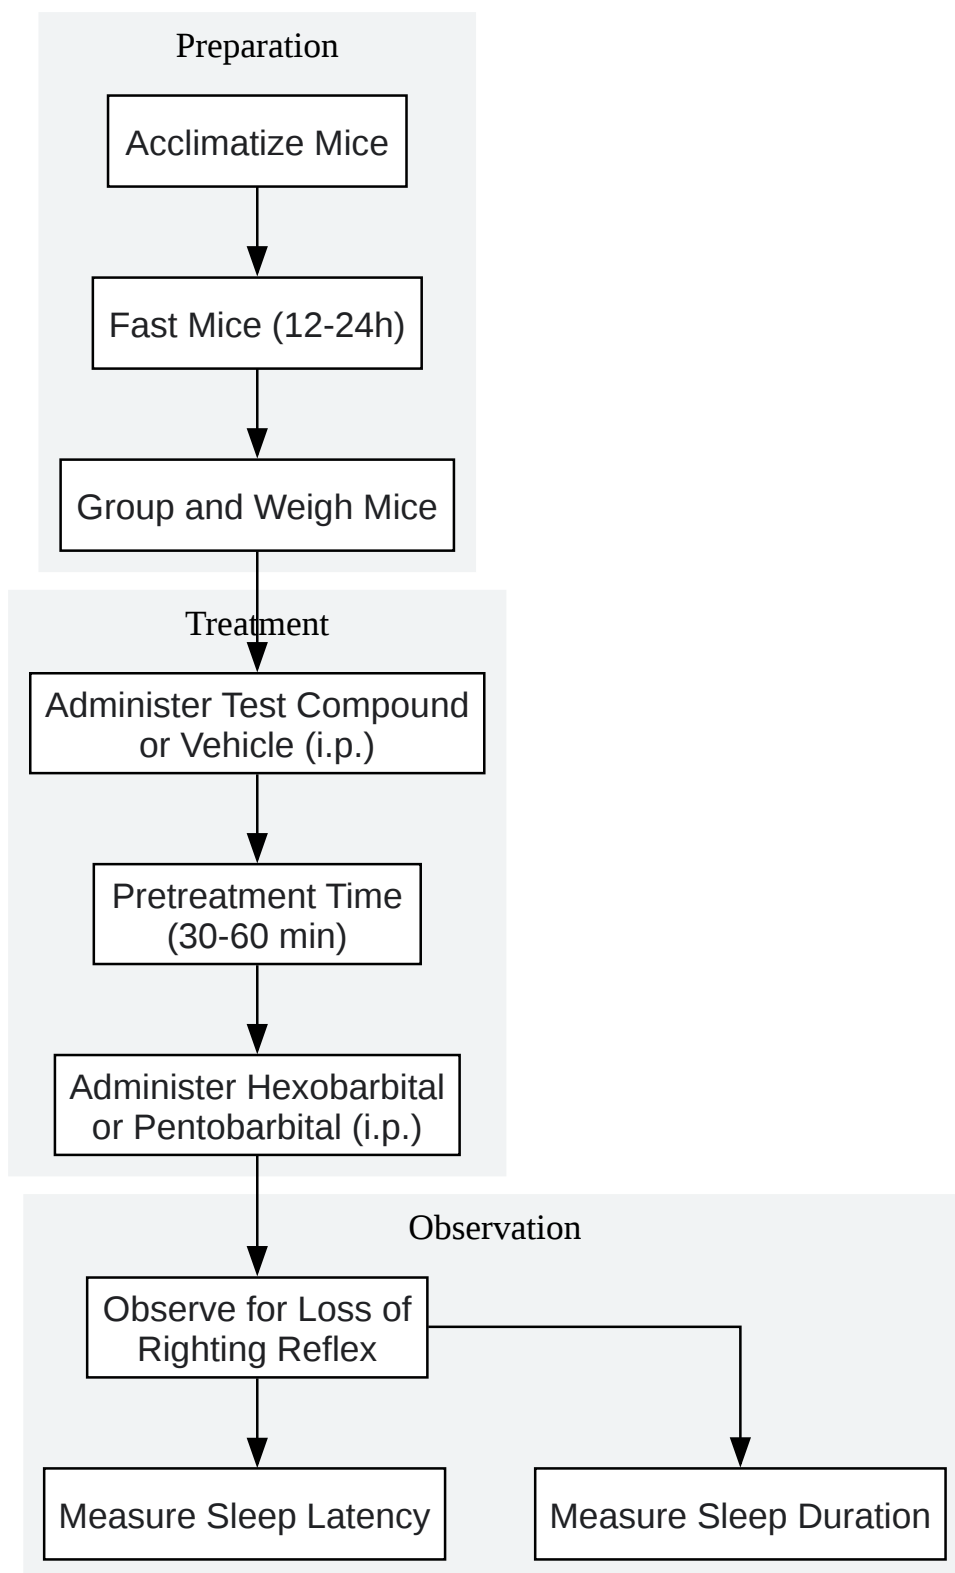 Preparation
Acclimatize Mice
Fast Mice (12-24h)
Group and Weigh Mice
Treatment
Administer Test Compound
or Vehicle (i.p.)
Pretreatment Time
(30-60 min)
Administer Hexobarbital
or Pentobarbital (i.p.)
Observation
Observe for Loss of
Righting Reflex
Measure Sleep Latency
Measure Sleep Duration